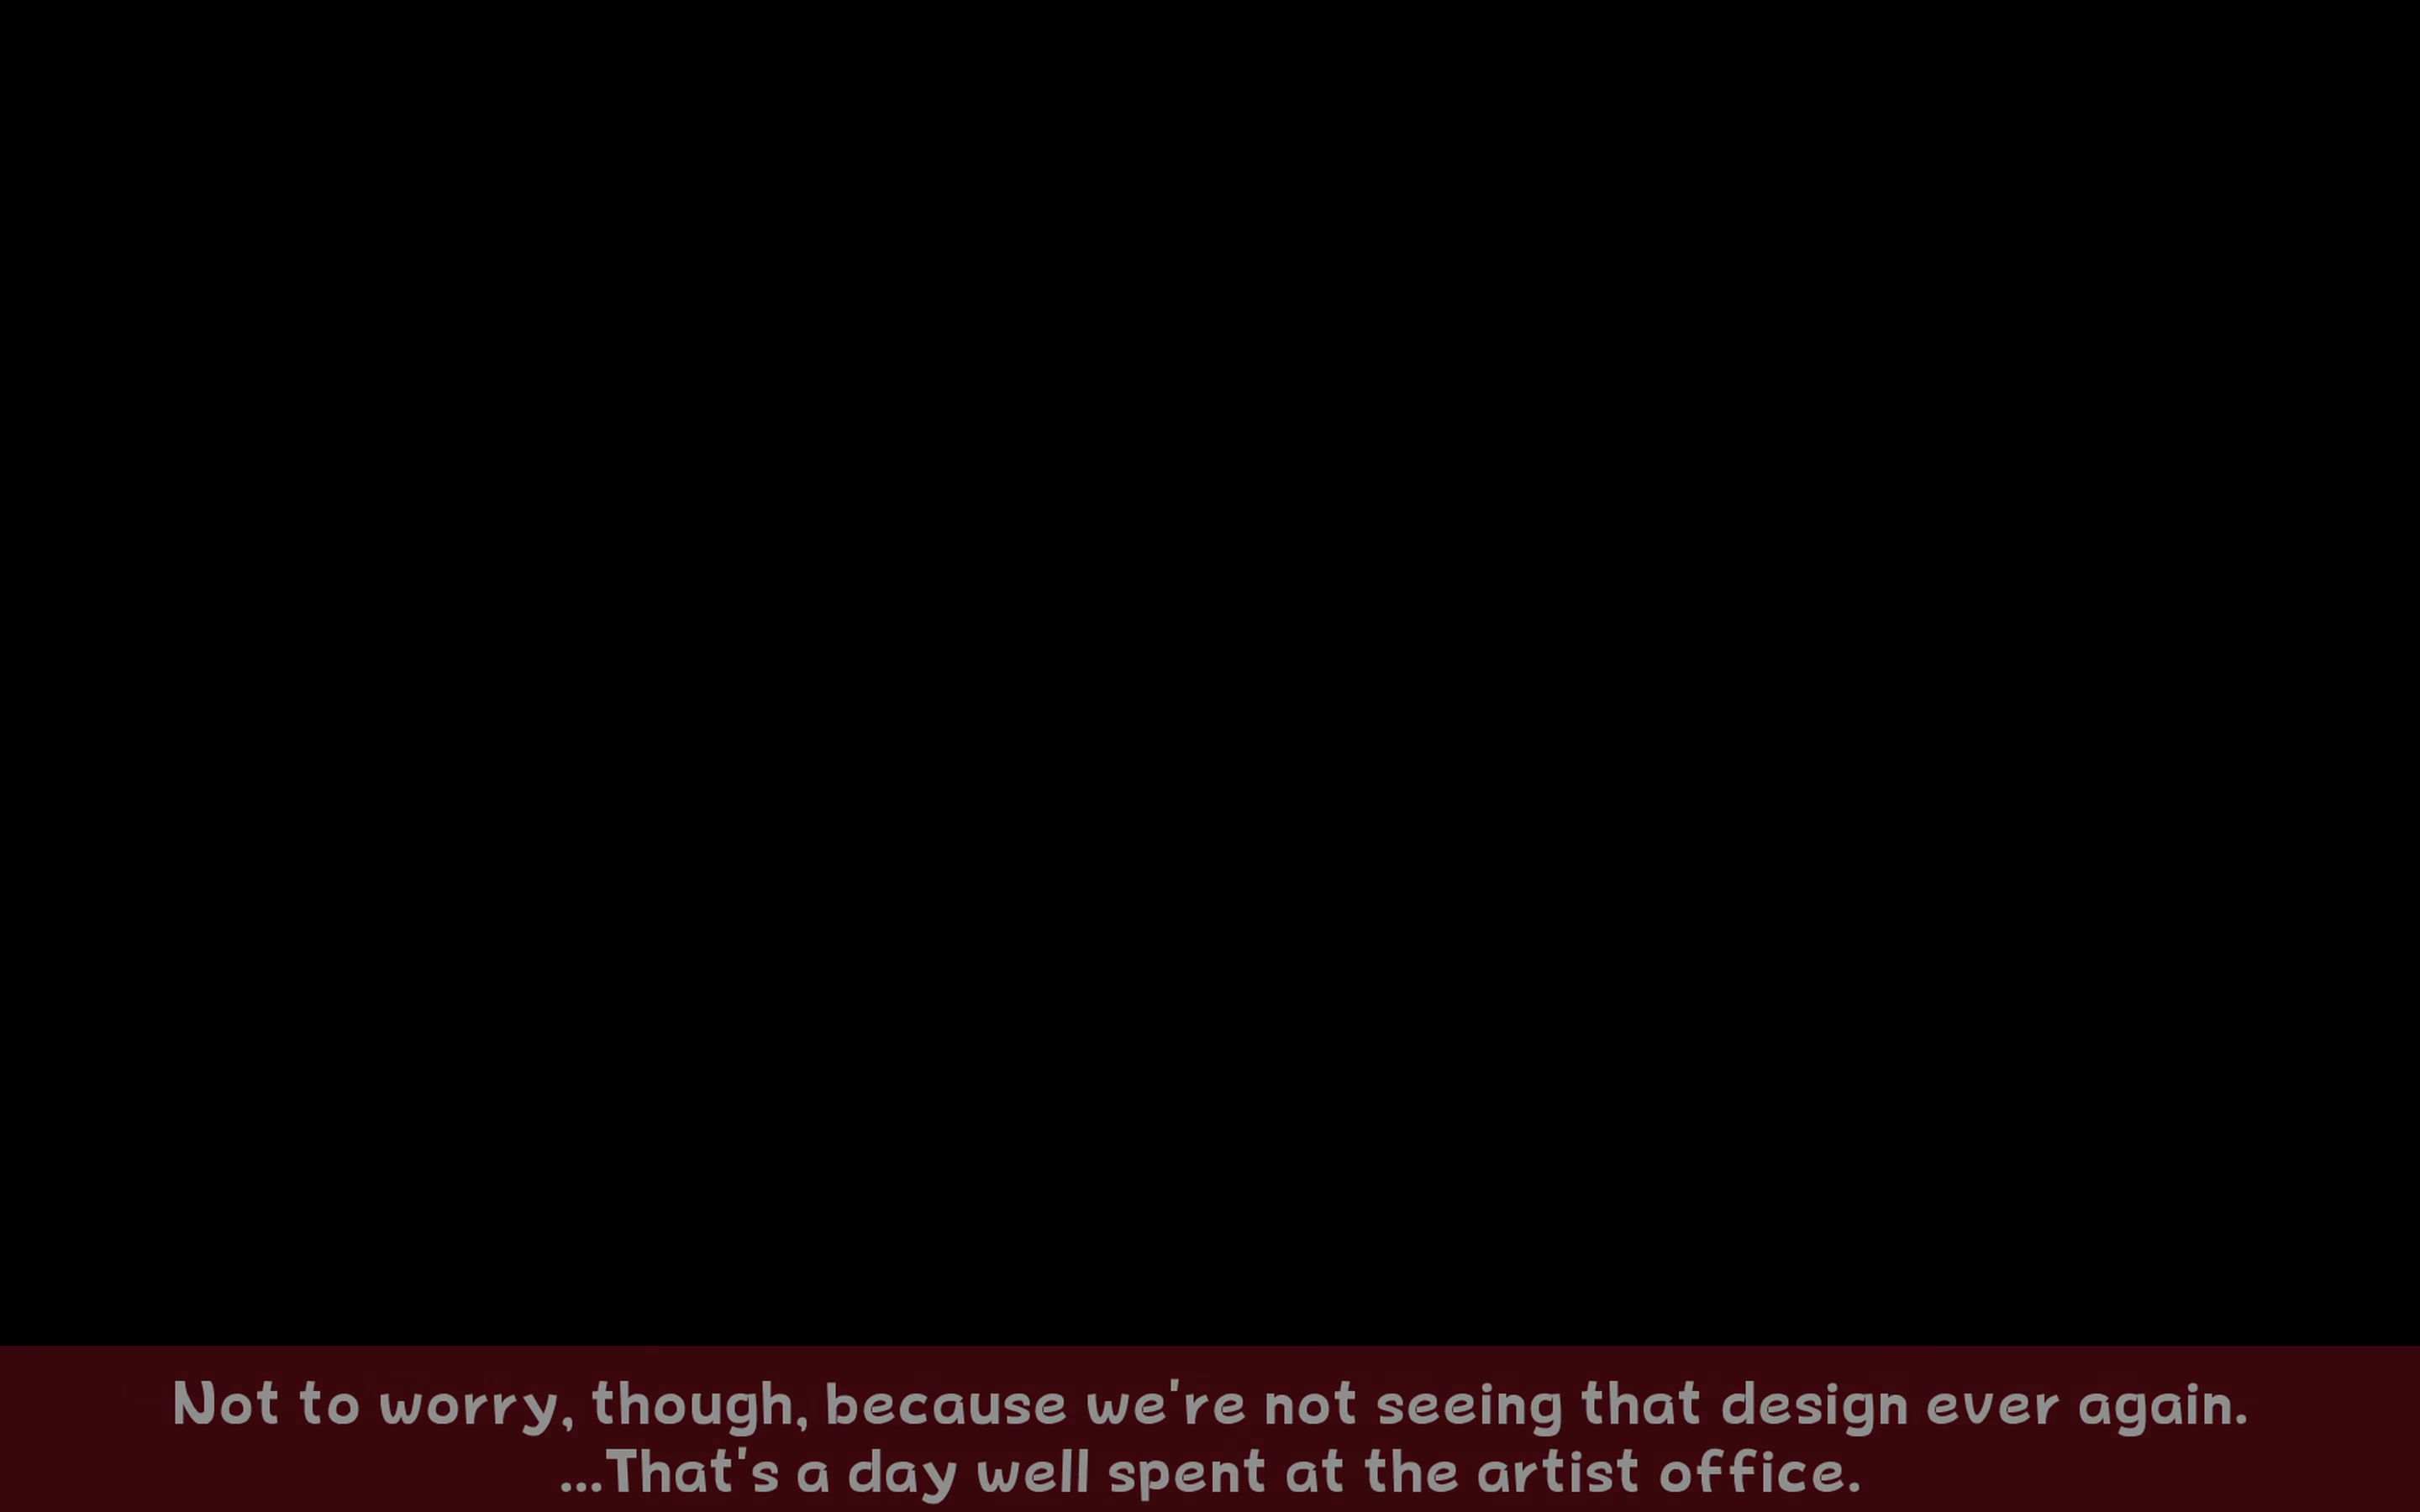 Not to worry, though, because we're not seeing that design ever again.
...That's a day well spent at the artist office.